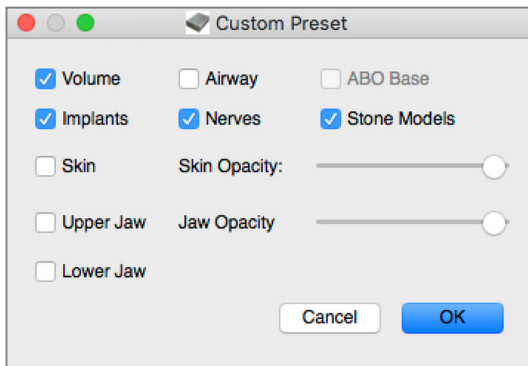 Custom Preset
Volume Airway ABO Base
Implants Nerves Stone Models
Skin Skin Opacity:
Upper Jaw Jaw Opacity
Lower Jaw
Cancel OK